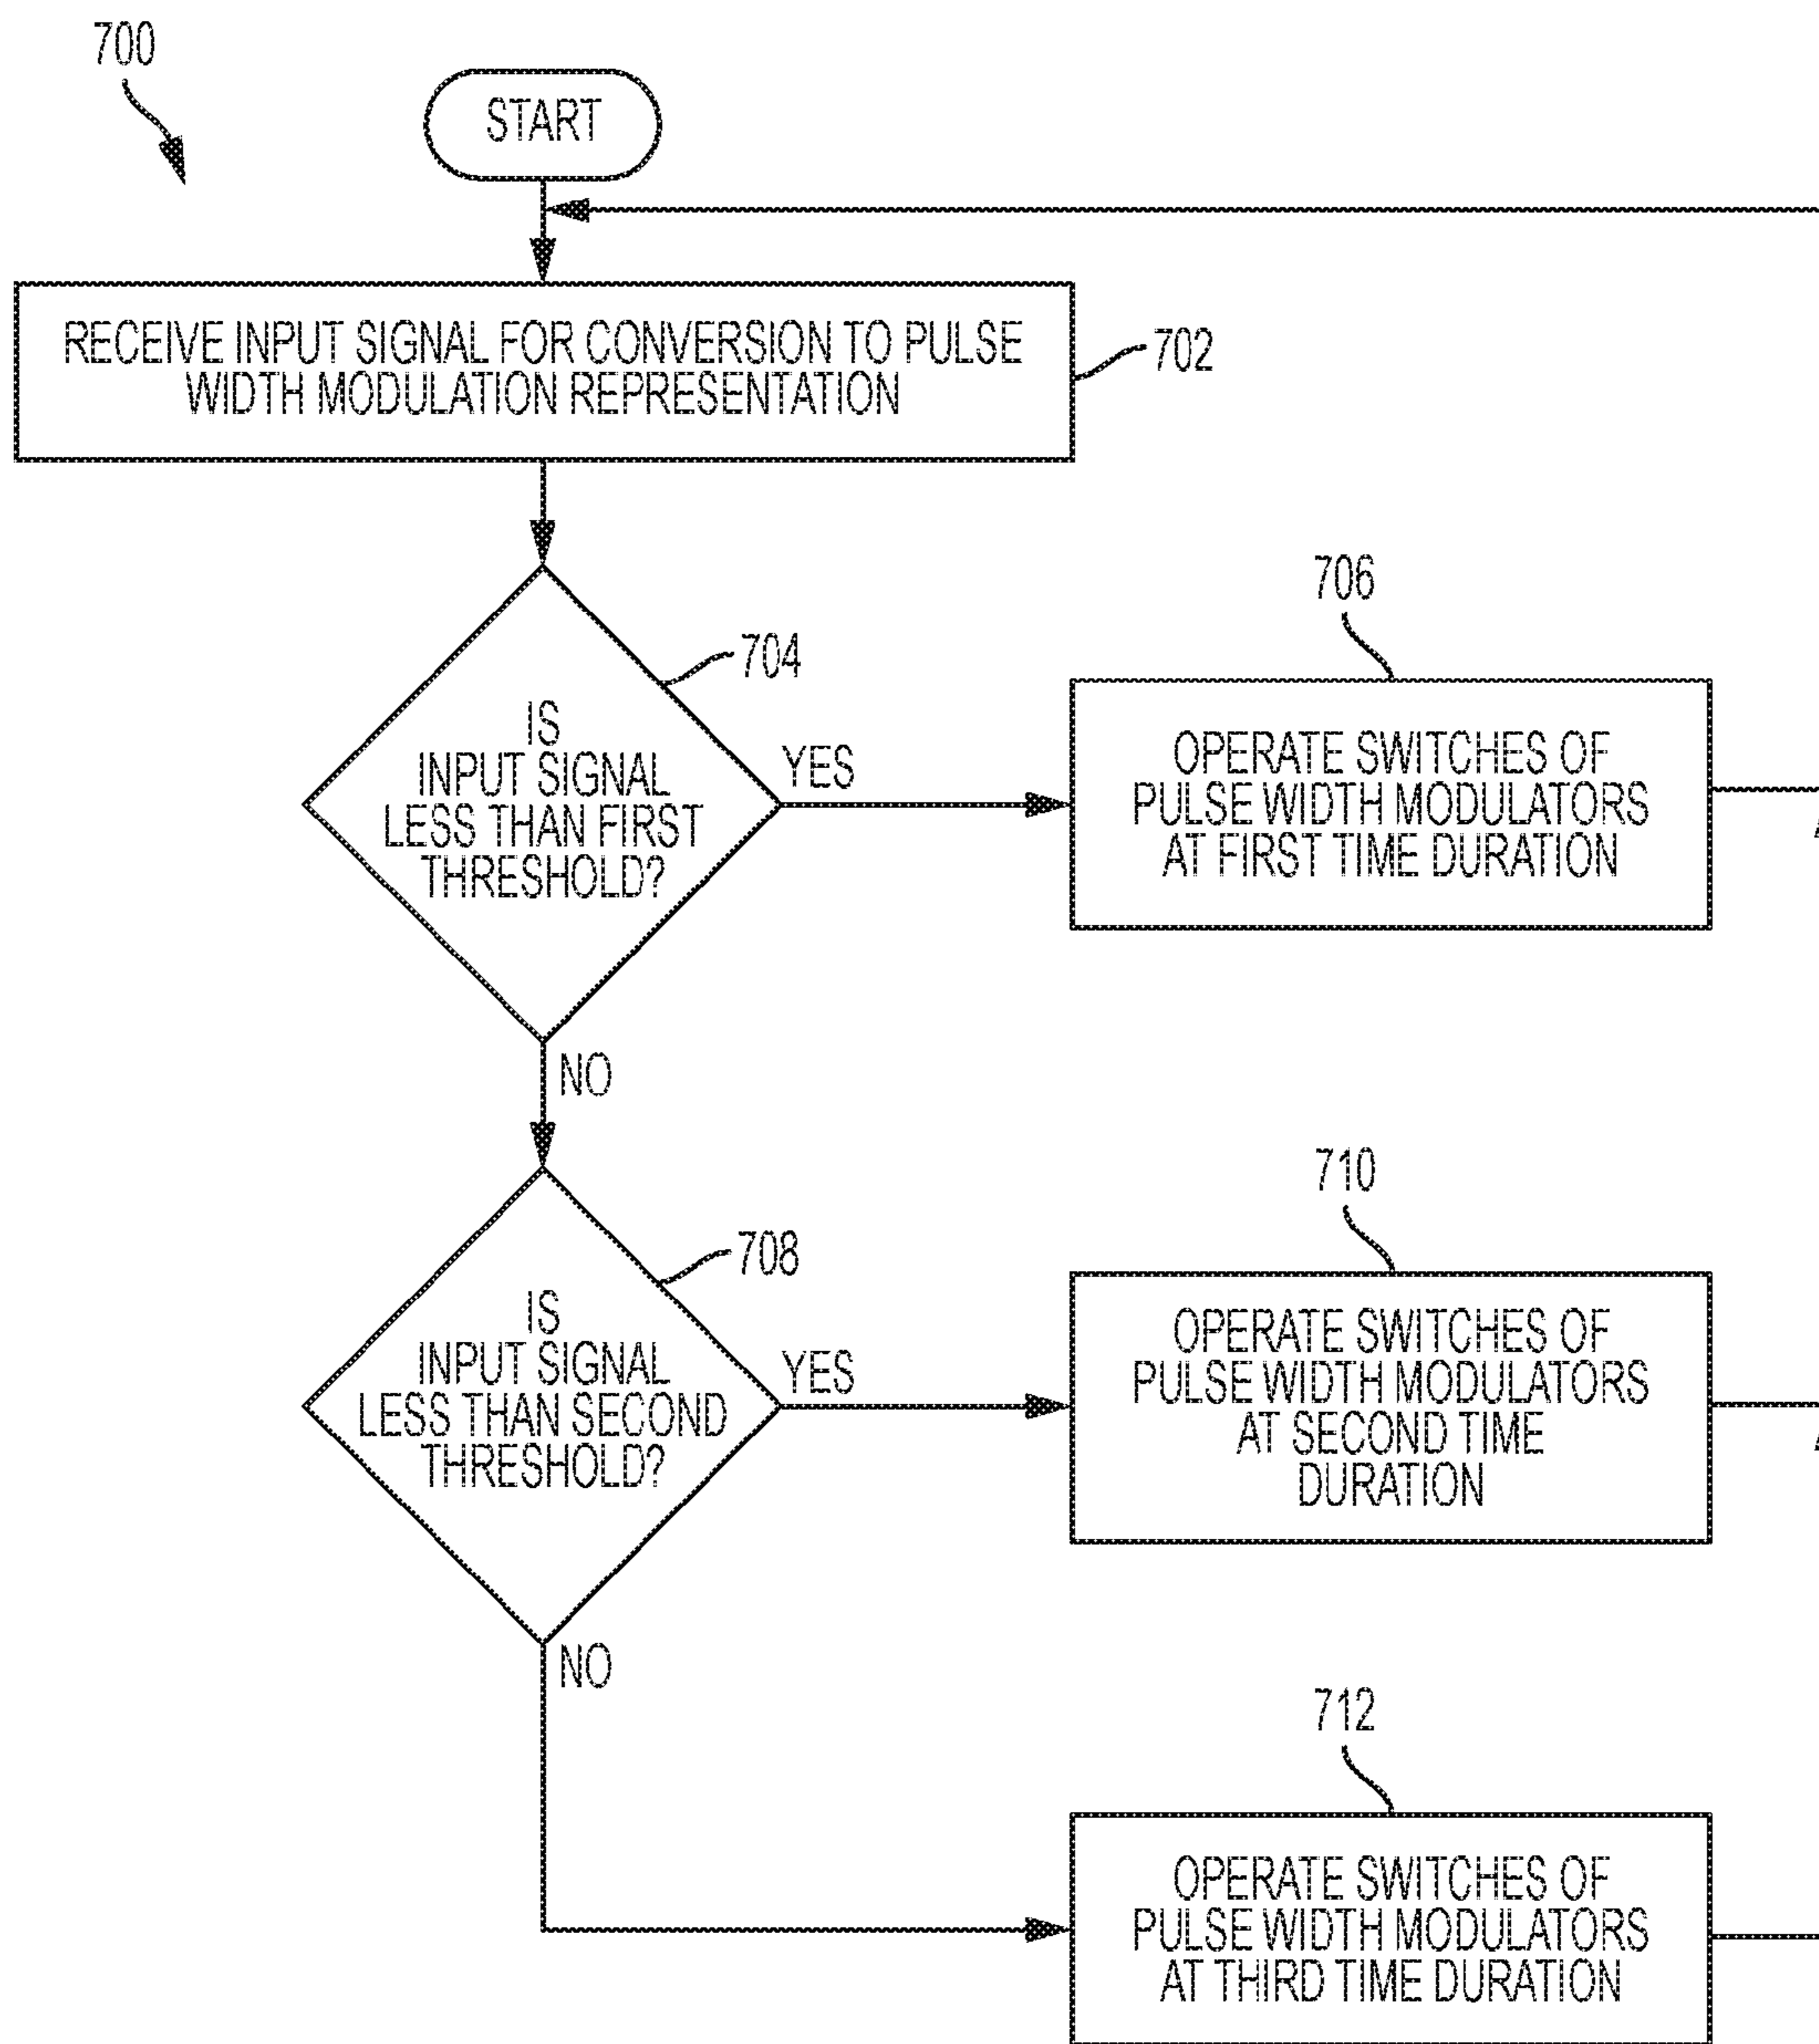 700
START
RECEIVE INPUT SIGNAL FOR CONVERSION TO PULSE
WIDTH MODULATION REPRESENTATION
702
704
IS
INPUT SIGNAL
LESS THAN FIRST
THRESHOLD?
YES
706
OPERATE SWITCHES OF
PULSE WIDTH MODULATORS
AT FIRST TIME DURATION
NO
708
IS
INPUT SIGNAL
LESS THAN SECOND
THRESHOLD?
YES
710
OPERATE SWITCHES OF
PULSE WIDTH MODULATORS
AT SECOND TIME
DURATION
NO
712
OPERATE SWITCHES OF
PULSE WIDTH MODULATORS
AT THIRD TIME DURATION